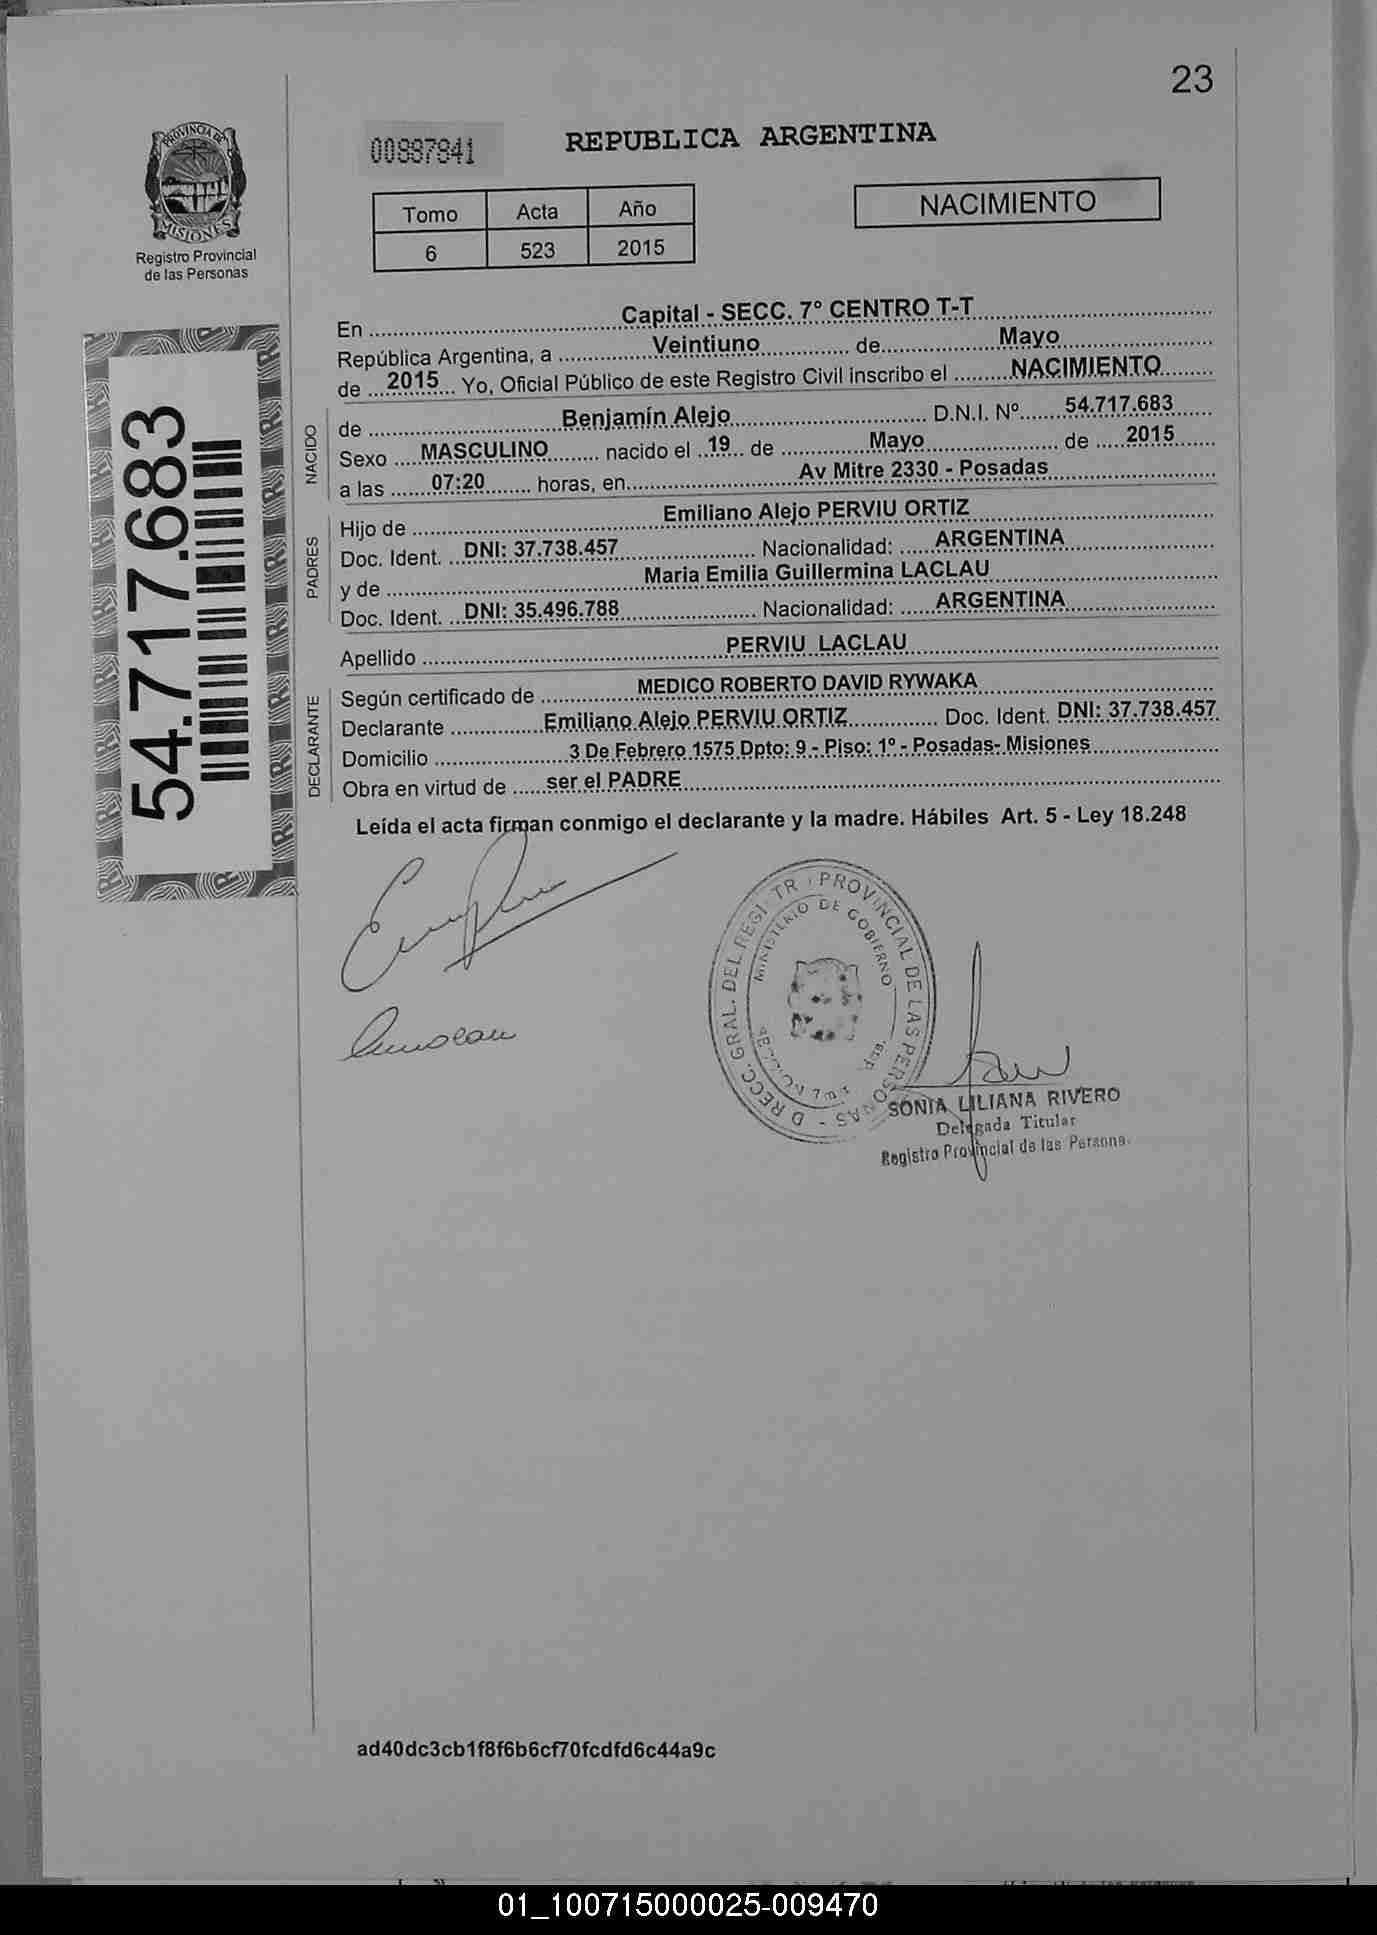 23
PROVINCIA DE
MISIONES
Registro Provincial
de las Personas
00887841
REPUBLICA ARGENTINA
Tomo Acta Año
6 523 2015
NACIMIENTO
54.717.683
En Capital - SECC. 7º CENTRO T-T
República Argentina, a Veintiuno de Mayo
de 2015 Yo, Oficial Público de este Registro Civil inscribo el NACIMIENTO
NACIDO
de Benjamín Alejo D.N.I. Nº 54.717.683
Sexo MASCULINO nacido el 19 de Mayo de 2015
a las 07:20 horas, en Av Mitre 2330 - Posadas
PADRES
Hijo de Emiliano Alejo PERVIU ORTIZ
Doc. Ident. DNI: 37.738.457 Nacionalidad: ARGENTINA
y de Maria Emilia Guillermina LACLAU
Doc. Ident. DNI: 35.496.788 Nacionalidad: ARGENTINA
Apellido PERVIU LACLAU
DECLARANTE
Según certificado de MEDICO ROBERTO DAVID RYWAKA
Declarante Emiliano Alejo PERVIU ORTIZ Doc. Ident. DNI: 37.738.457
Domicilio 3 De Febrero 1575 Dpto: 9 - Piso: 1º - Posadas- Misiones
Obra en virtud de ser el PADRE
Leída el acta firman conmigo el declarante y la madre. Hábiles Art. 5 - Ley 18.248
PROVINCIAL DE LAS PERSONAS - D RECC. GRAL. DEL REGI TR
MINISTERIO DE GOBIERNO
SONIA LILIANA RIVERO
Delegada Titular
Registro Provincial de las Persona
ad40dc3cb1f8f6b6cf70fcdfd6c44a9c
01_100715000025-009470